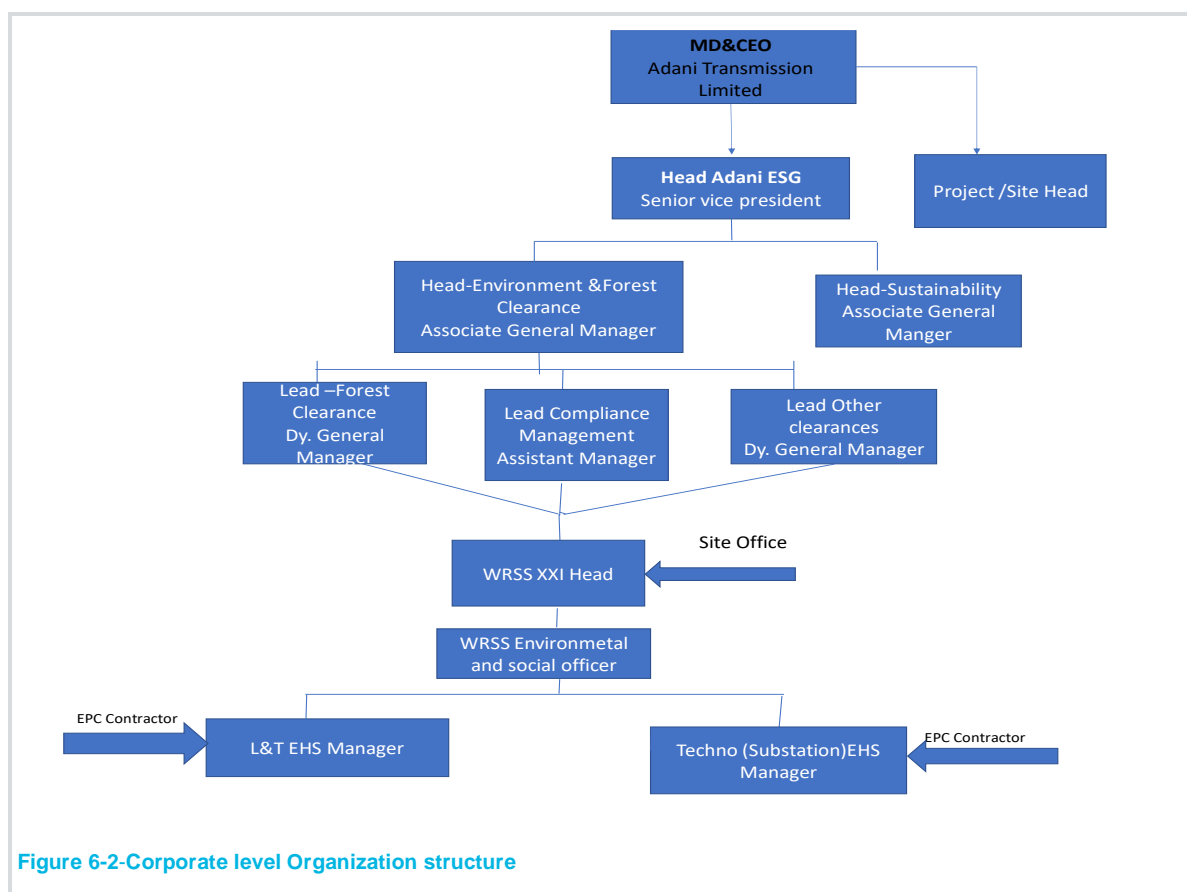 MD&CEO
Adani Transmission
Limited
Head Adani ESG
Senior vice president
Project /Site Head
Head-Environment &Forest
Clearance
Associate General Manager
Head-Sustainability
Associate General
Manger
Lead –Forest
Clearance
Dy. General
Manager
Lead Compliance
Management
Assistant Manager
Lead Other
clearances
Dy. General Manager
Site Office
WRSS XXI Head
WRSS Environmetal
and social officer
EPC Contractor
L&T EHS Manager
Techno (Substation)EHS
Manager
EPC Contractor
Figure 6-2-Corporate level Organization structure